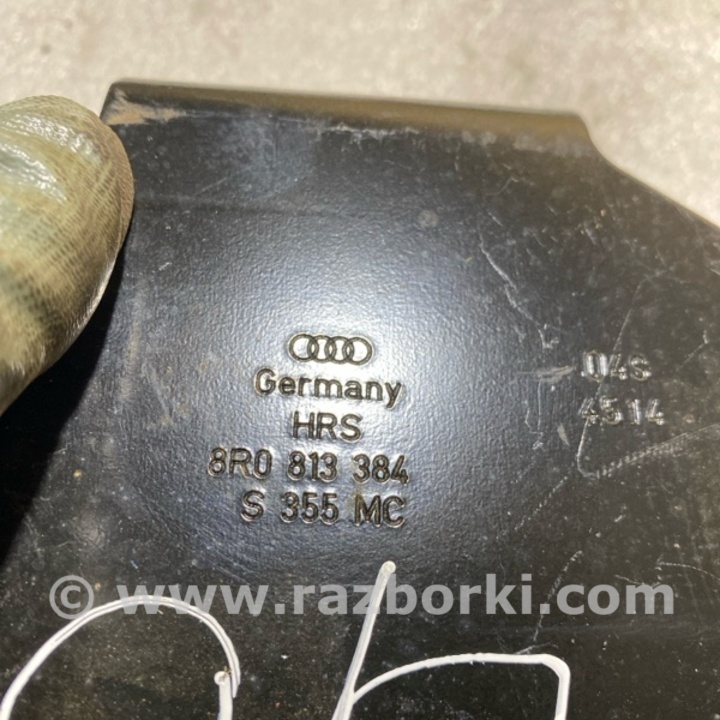 Germany
HRS
8R0 813 384
S 355 MC
04S
4514
© www.razborki.com